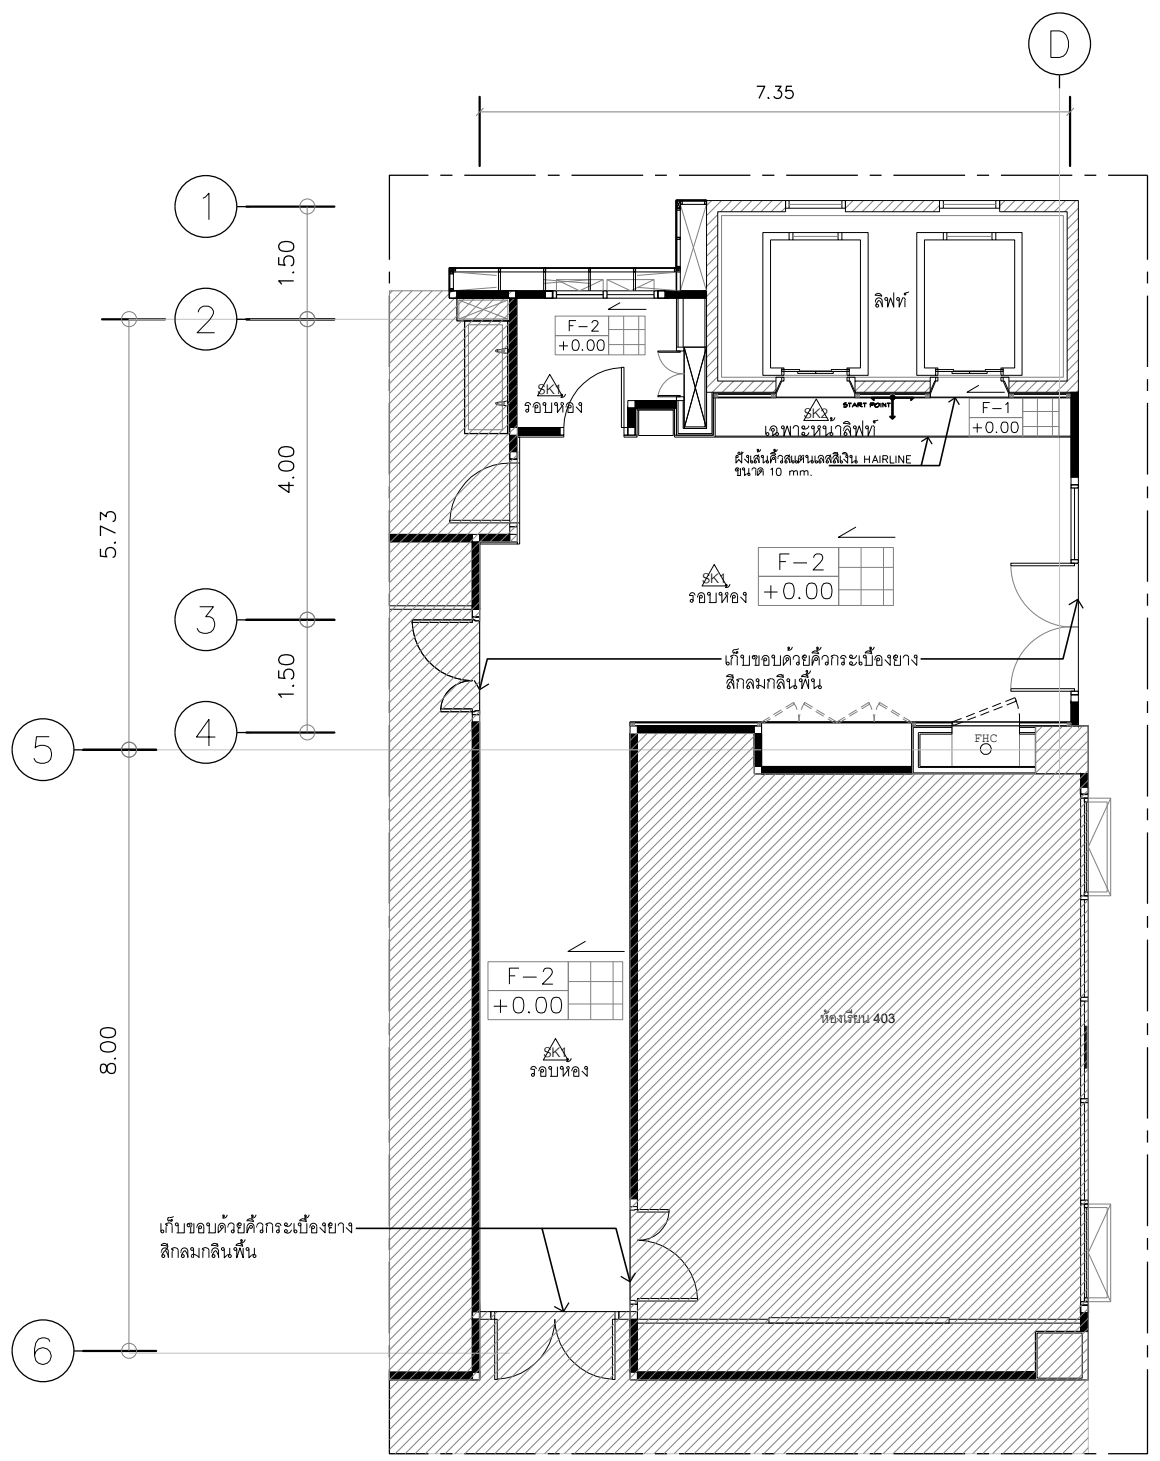 D
7.35
1
1.50
2
ลิฟท์
F-2
+0.00
SK1
รอบห้อง
START POINT
SK2
เฉพาะหน้าลิฟท์
F-1
+0.00
ฝังเส้นคิ้วสแตนเลสสีเงิน HAIRLINE
ขนาด 10 mm.
4.00
5.73
F-2
+0.00
SK1
รอบห้อง
3
1.50
เก็บขอบด้วยคิ้วกระเบื้องยาง
สีกลมกลืนพื้น
4
5
FHC
F-2
+0.00
ห้องเรียน 403
8.00
SK1
รอบห้อง
เก็บขอบด้วยคิ้วกระเบื้องยาง
สีกลมกลืนพื้น
6